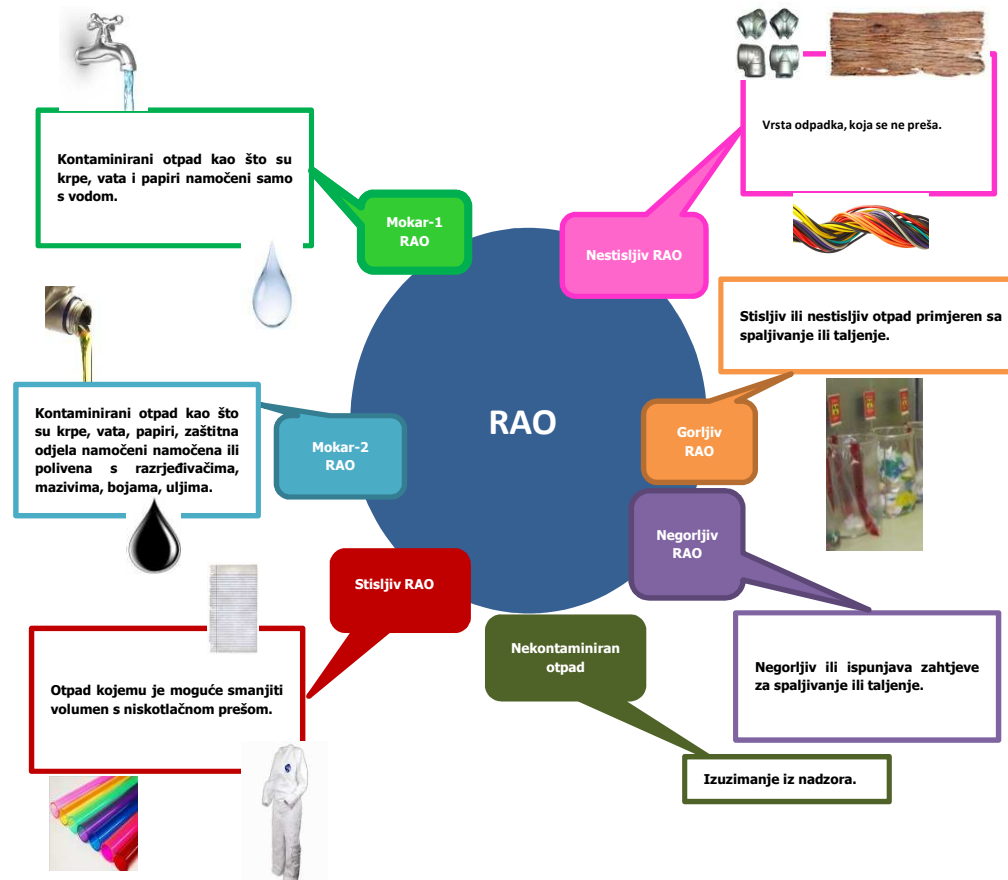 Kontaminirani otpad kao što su
krpe, vata i papiri namočeni samo
s vodom.
Mokar-1
RAO
Vrsta odpadka, koja se ne preša.
Nestisljiv RAO
Stisljiv ili nestisljiv otpad primjeren sa
spaljivanje ili taljenje.
Gorljiv
RAO
RAO
Kontaminirani otpad kao što
su krpe, vata, papiri, zaštitna
odjela namočeni namočena ili
polivena s razrjeđivačima,
mazivima, bojama, uljima.
Mokar-2
RAO
Negorljiv
RAO
Negorljiv ili ispunjava zahtjeve
za spaljivanje ili taljenje.
Stisljiv RAO
Otpad kojemu je moguće smanjiti
volumen s niskotlačnom prešom.
Nekontaminiran
otpad
Izuzimanje iz nadzora.